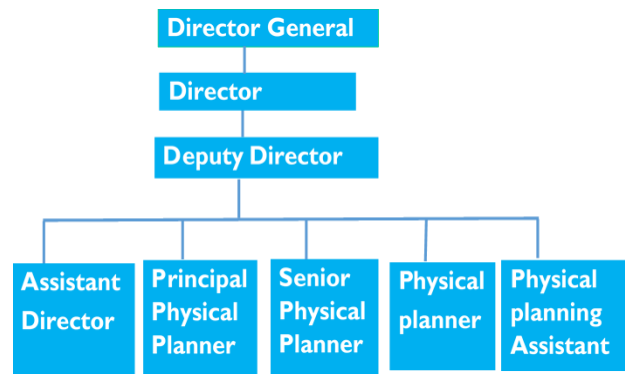 Director General
Director
Deputy Director
Assistant
Director
Principal
Physical
Planner
Senior
Physical
Planner
Physical
planner
Physical
planning
Assistant